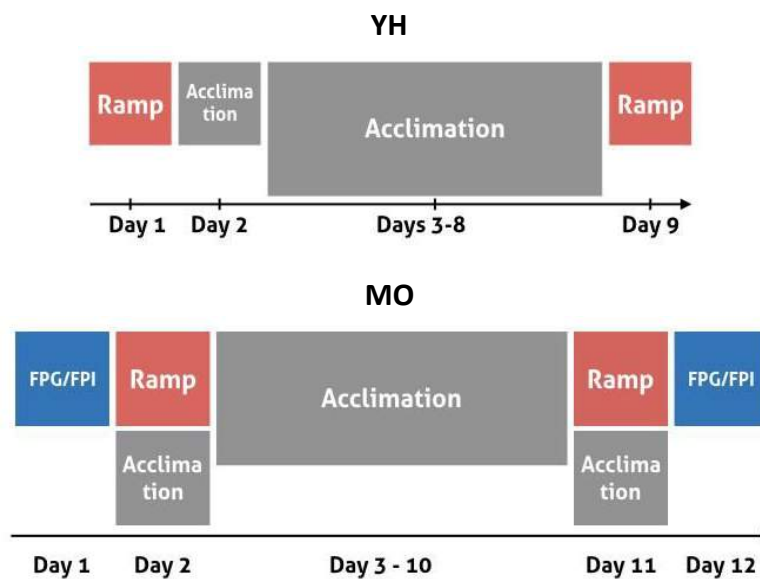 YH
Ramp
Acclima
tion
Acclimation
Ramp
Day 1
Day 2
Days 3-8
Day 9
MO
FPG/FPI
Ramp
Acclimation
Ramp
FPG/FPI
Acclima
tion
Acclima
tion
Day 1
Day 2
Day 3 - 10
Day 11
Day 12